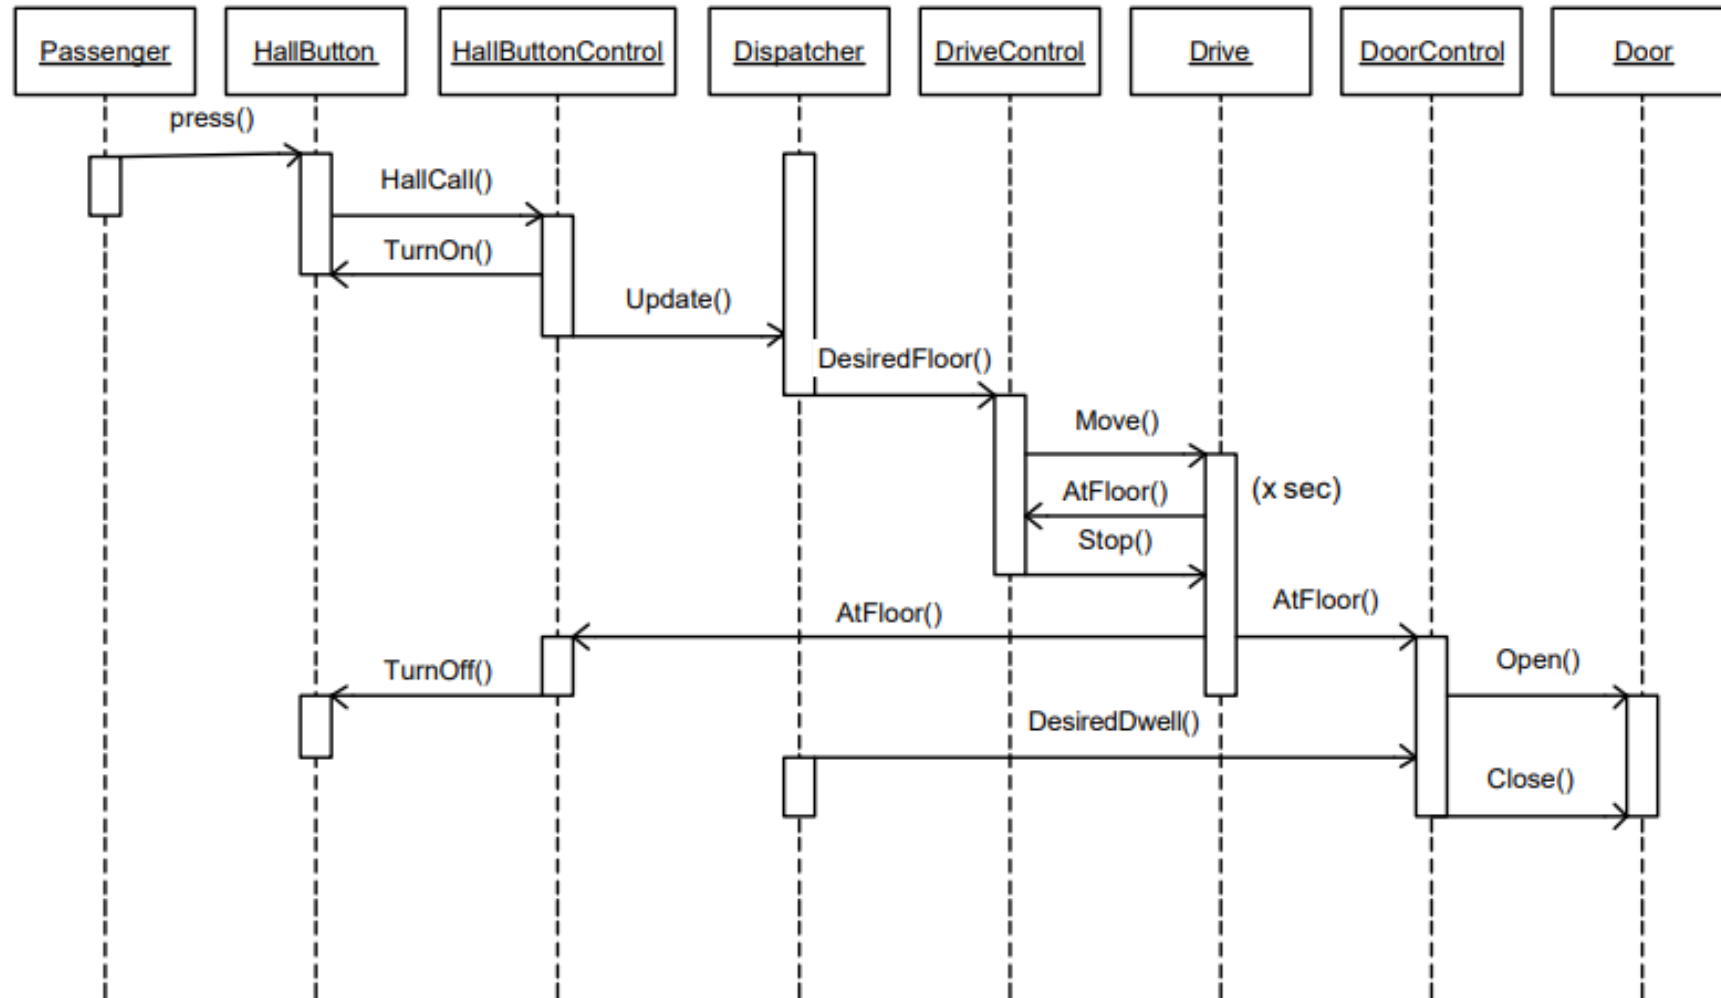 Passenger
HallButton
HallButtonControl
Dispatcher
DriveControl
Drive
DoorControl
Door
press()
HallCall()
TurnOn()
Update()
DesiredFloor()
Move()
AtFloor()
(x sec)
Stop()
AtFloor()
AtFloor()
TurnOff()
Open()
DesiredDwell()
Close()